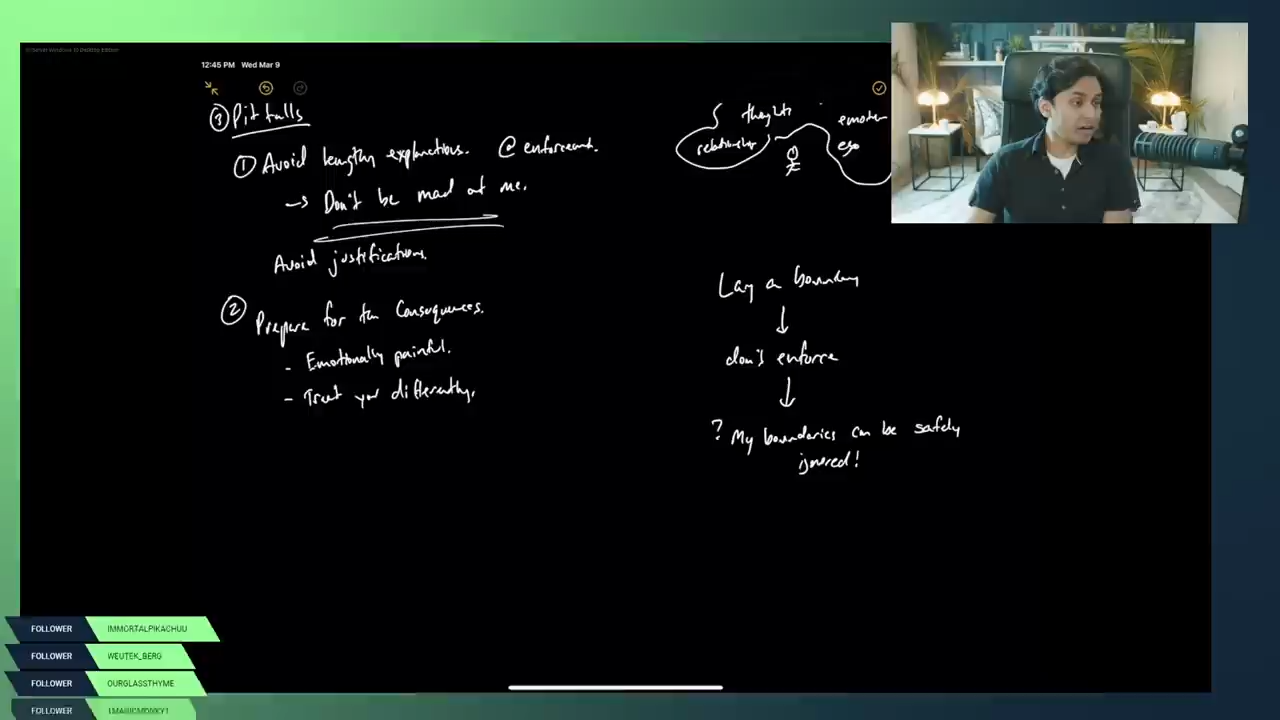 12:45 PM Wed Mar 9
③ Pitfalls
① Avoid lengthy explanations. @ enforcement.
→ Don't be mad at me.
Avoid justifications.
② Prepare for the Consequences.
- Emotionally painful.
- Treat you differently.
thoughts
emotion
relationship
ego
Lay a boundary
↓
don't enforce
↓
? My boundaries can be safely
ignored!
FOLLOWER IMMORTALPIKACHUU
FOLLOWER WEUTEK_BERG
FOLLOWER OURGLASSTHYME
FOLLOWER